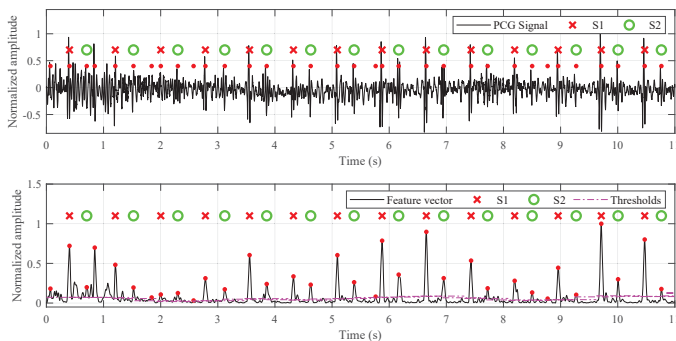 PCG Signal S1 S2
1
0.5
0
-0.5
Normalized amplitude
0 1 2 3 4 5 6 7 8 9 10 11
Time (s)
Feature vector S1 S2 Thresholds
1.5
1
0.5
0
Normalized amplitude
0 1 2 3 4 5 6 7 8 9 10 11
Time (s)